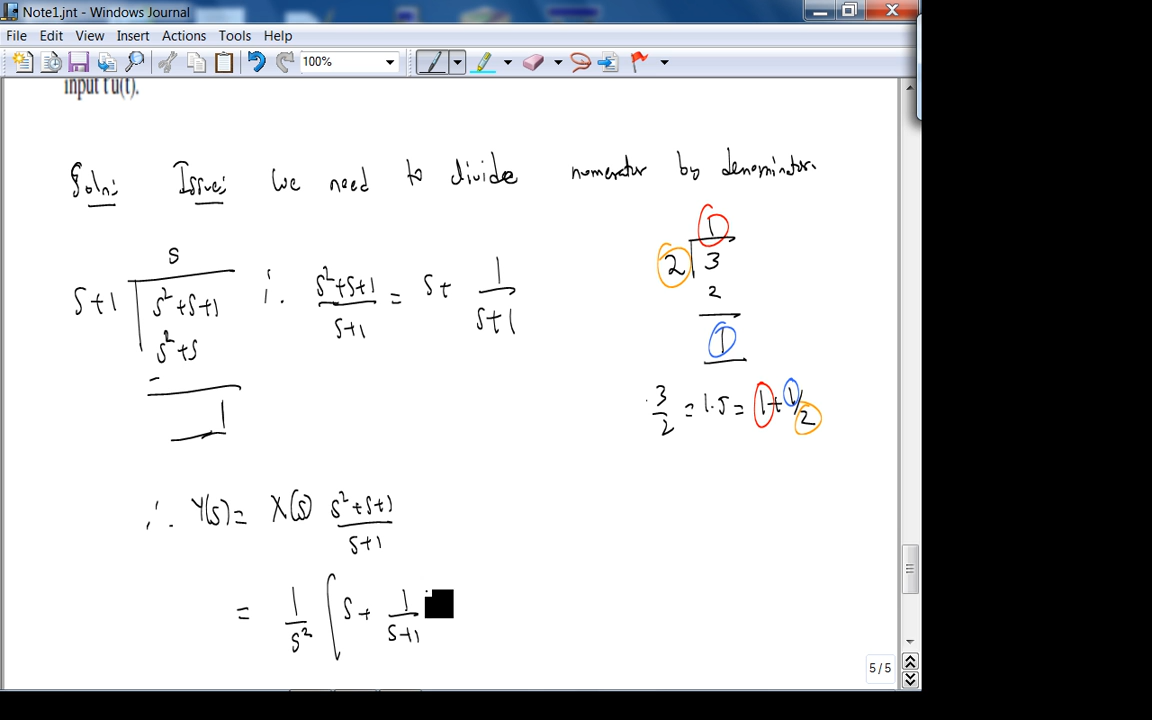 Note1.jnt - Windows Journal
File Edit View Insert Actions Tools Help
100%
input t u(t).
Soln: Issue: We need to divide numerator by denominator.
s
s+1 s²+s+1
s²+s
-
1
∴ s²+s+1/s+1 = s+ 1/s+1
1
2 3
2
1
3/2 = 1.5 = 1+1/2
∴ Y(s) = X(s) s²+s+1/s+1
= 1/s² [s+ 1/s+1
5/5